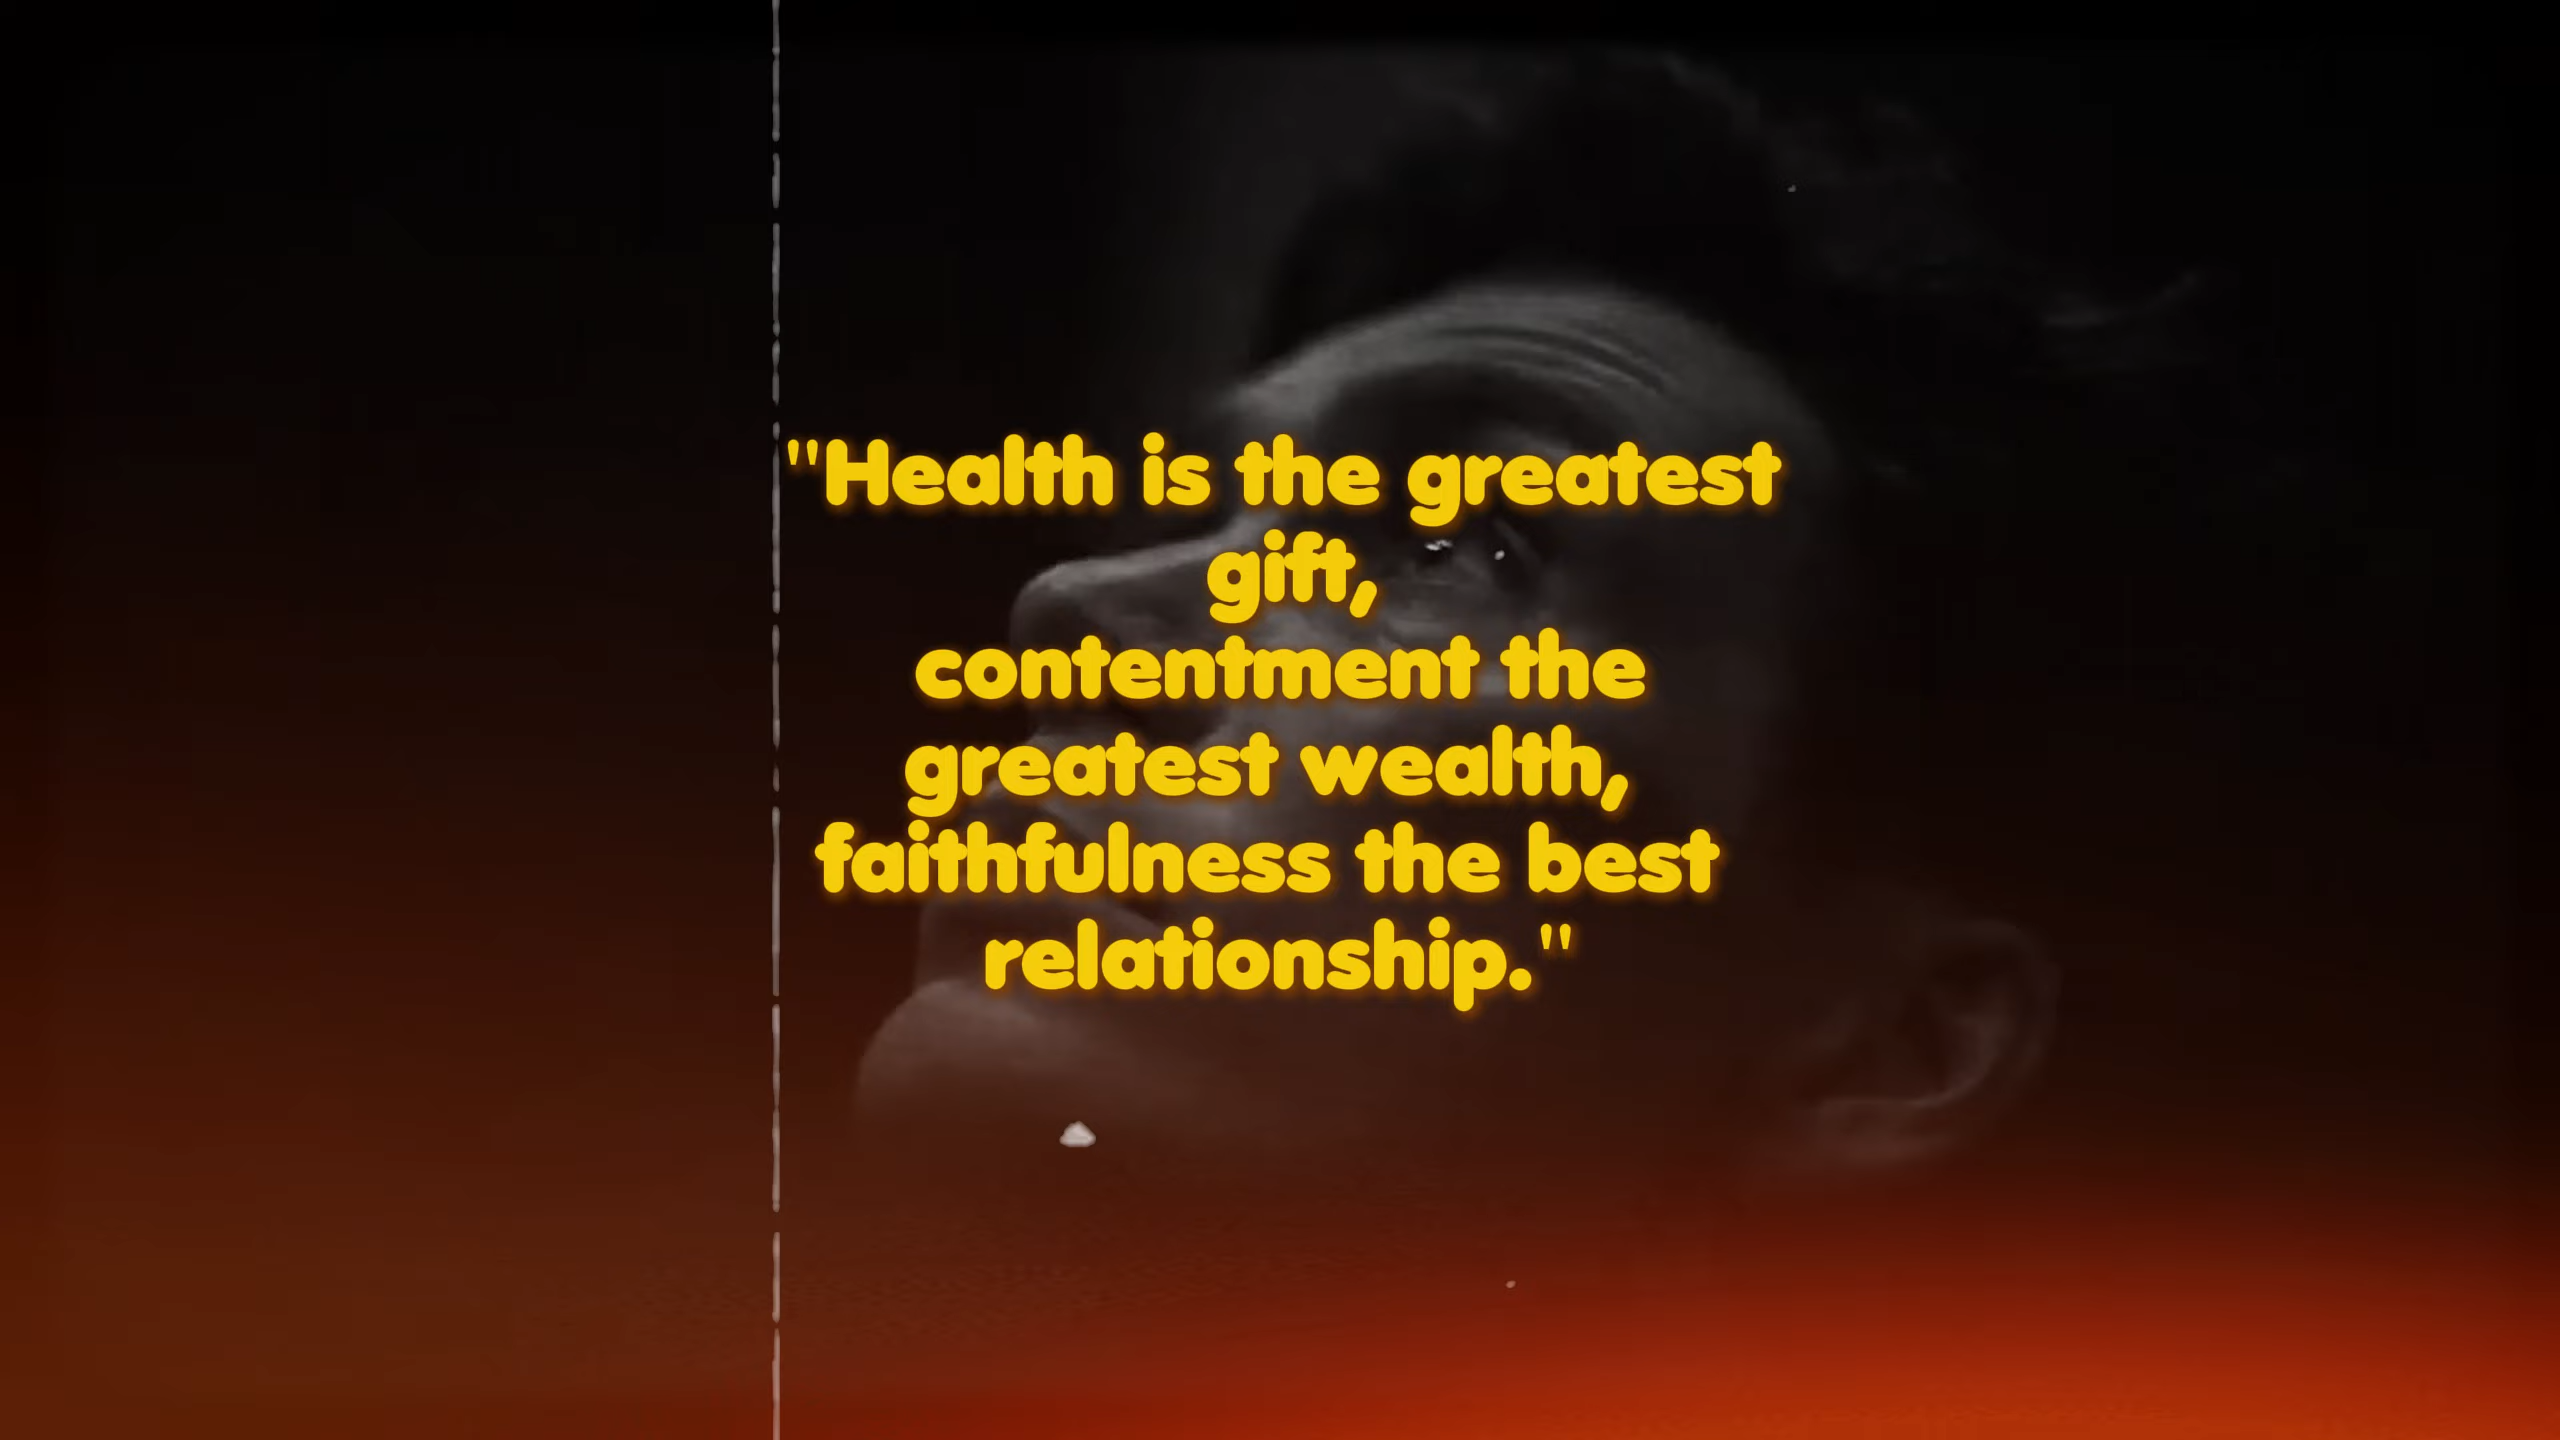 "Health is the greatest
gift,
contentment the
greatest wealth,
faithfulness the best
relationship."